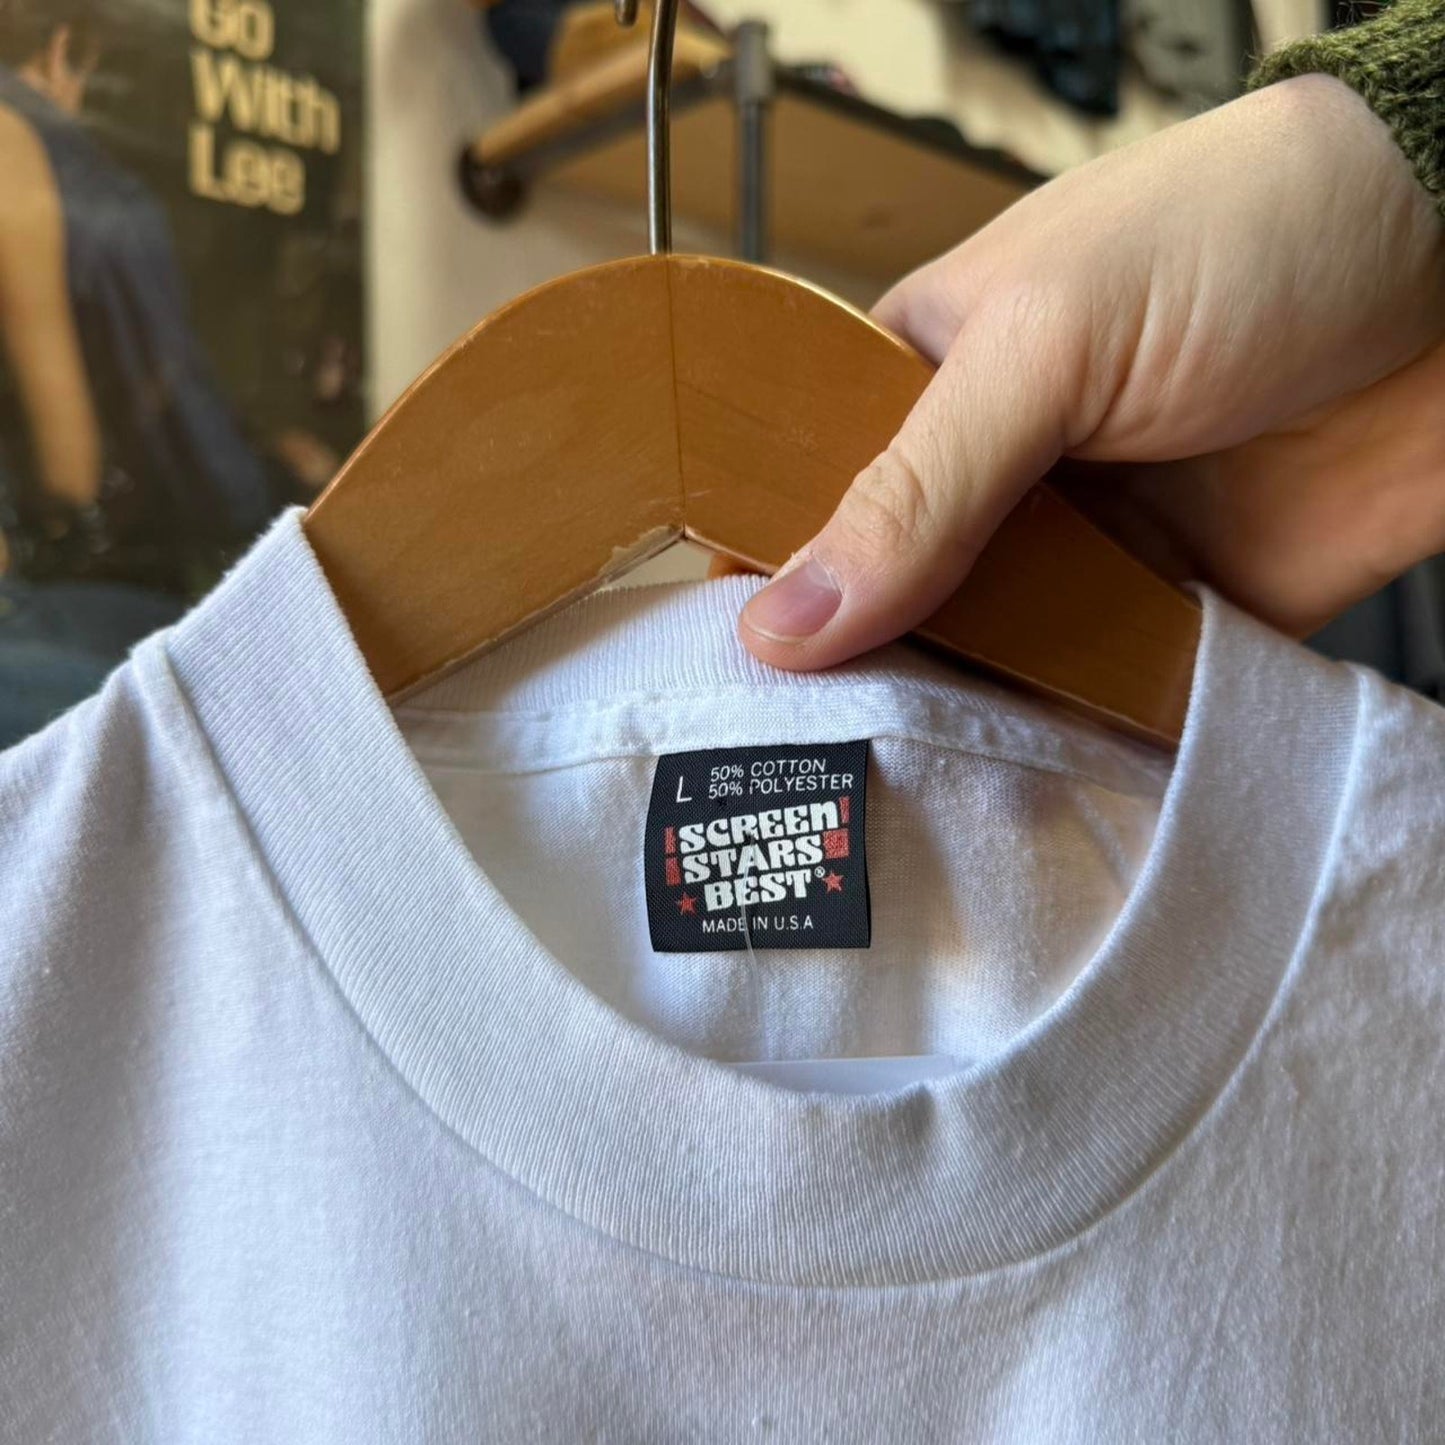 Go
With
Lee
L
50% COTTON
50% POLYESTER
SCREEN
STARS
BEST®
MADE IN U.S.A